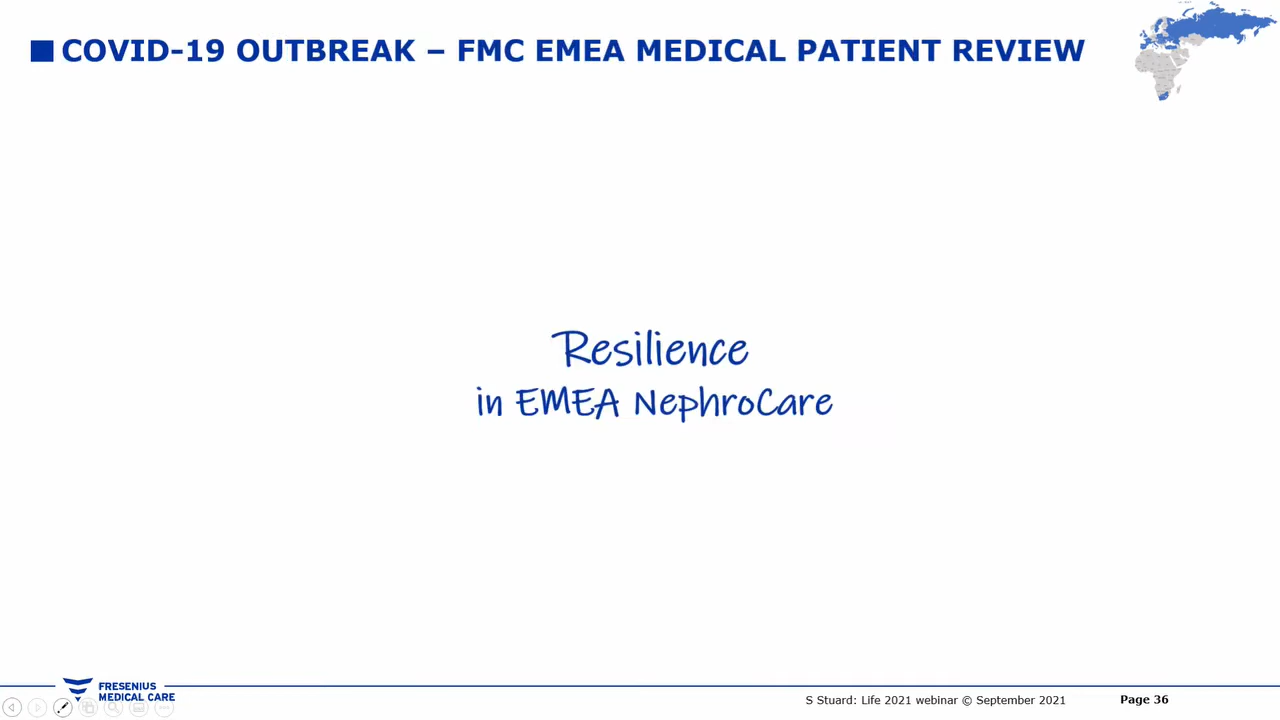 COVID-19 OUTBREAK – FMC EMEA MEDICAL PATIENT REVIEW
Resilience
in EMEA NephroCare
FRESENIUS
MEDICAL CARE
S Stuard: Life 2021 webinar © September 2021
Page 36